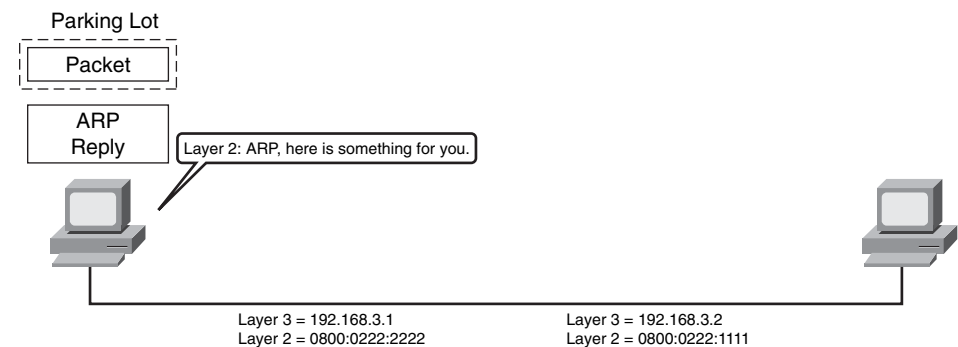 Parking Lot
Packet
ARP
Reply
Layer 2: ARP, here is something for you.
Layer 3 = 192.168.3.1
Layer 2 = 0800:0222:2222
Layer 3 = 192.168.3.2
Layer 2 = 0800:0222:1111